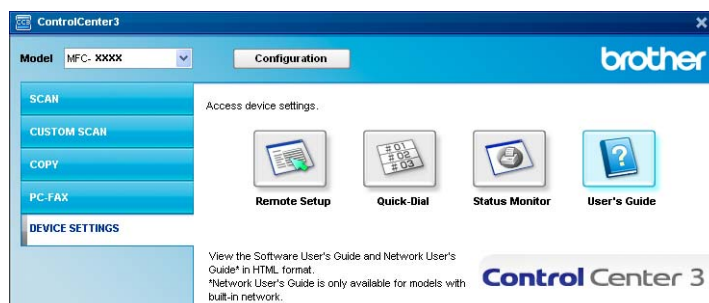 ControlCenter3
Model MFC- XXXX Configuration brother
SCAN
CUSTOM SCAN
COPY
PC-FAX
DEVICE SETTINGS
Access device settings.
#01
#02
#03
Remote Setup Quick-Dial Status Monitor User's Guide
View the Software User's Guide and Network User's
Guide* in HTML format.
*Network User's Guide is only available for models with
built-in network.
Control Center 3